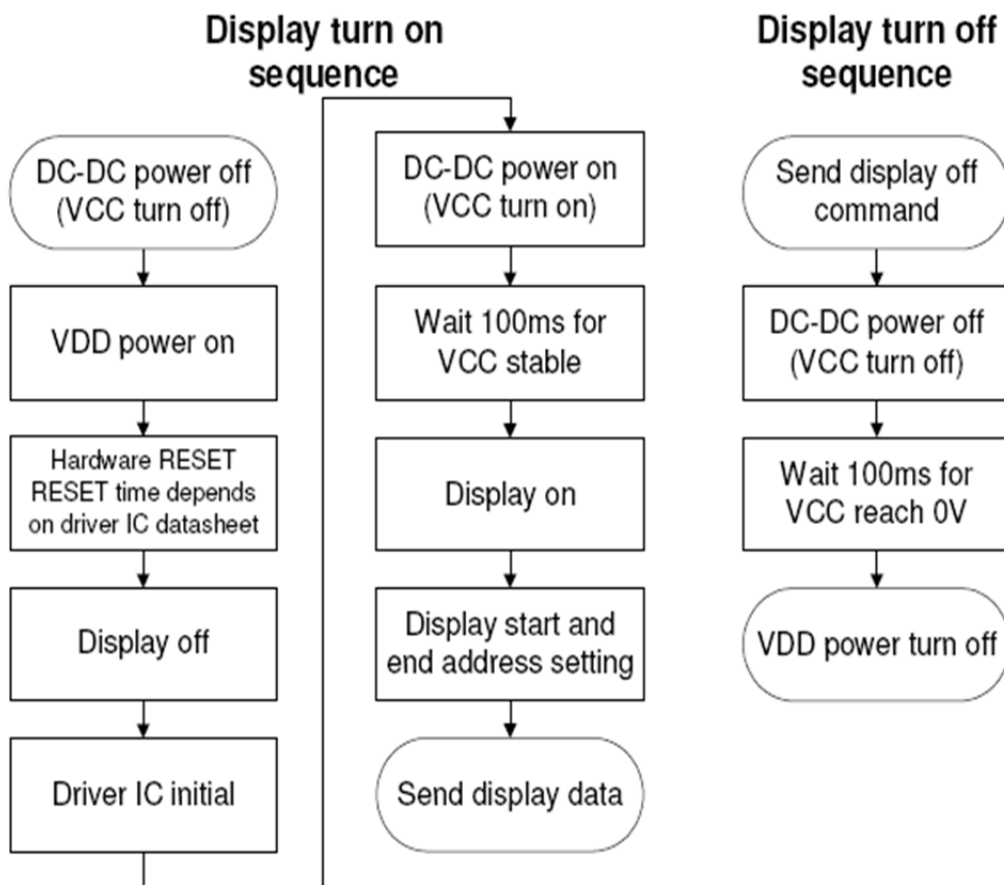 Display turn on
sequence
DC-DC power off
(VCC turn off)
VDD power on
Hardware RESET
RESET time depends
on driver IC datasheet
Display off
Driver IC initial
DC-DC power on
(VCC turn on)
Wait 100ms for
VCC stable
Display on
Display start and
end address setting
Send display data
Display turn off
sequence
Send display off
command
DC-DC power off
(VCC turn off)
Wait 100ms for
VCC reach 0V
VDD power turn off